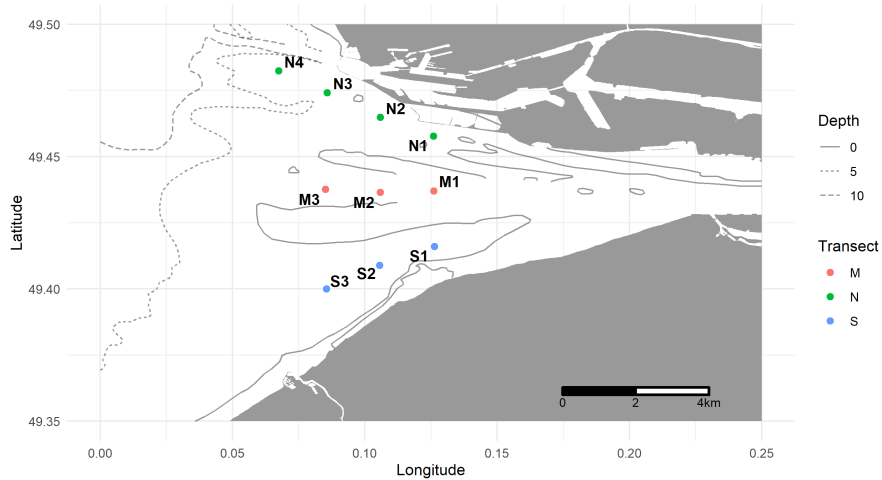 49.50
49.45
49.40
49.35
Latitude
N4
N3
N2
N1
M1
M2
M3
S1
S2
S3
0 2 4km
0.00 0.05 0.10 0.15 0.20 0.25
Longitude
Depth
0
5
10
Transect
M
N
S